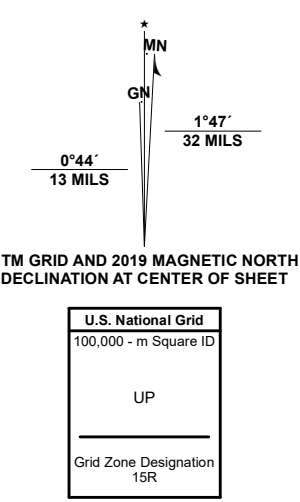 MN
GN
1°47´
32 MILS
0°44´
13 MILS
TM GRID AND 2019 MAGNETIC NORTH
DECLINATION AT CENTER OF SHEET
U.S. National Grid
100,000 - m Square ID
UP
Grid Zone Designation
15R